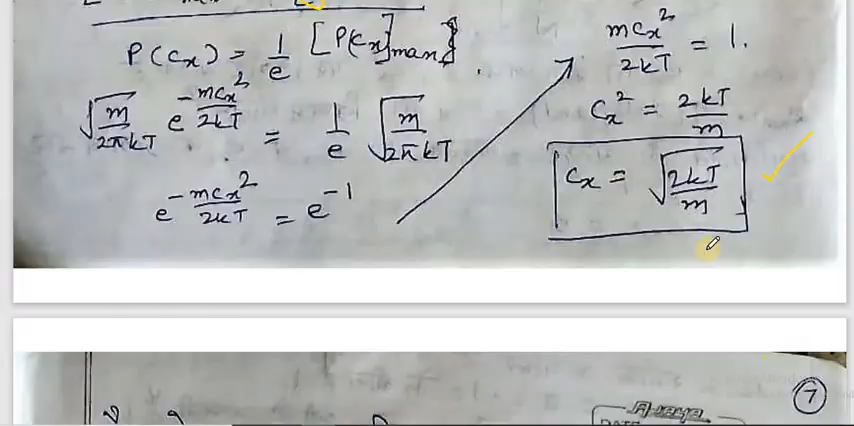 P(Cx) = 1/e [P(Cx)]max}
√(m/2πkT) e^(-mCx²/2kT) = 1/e √(m/2πkT)
e^(-mCx²/2kT) = e^-1
mCx²/2kT = 1.
Cx² = 2kT/m
Cx = √(2kT/m)
7